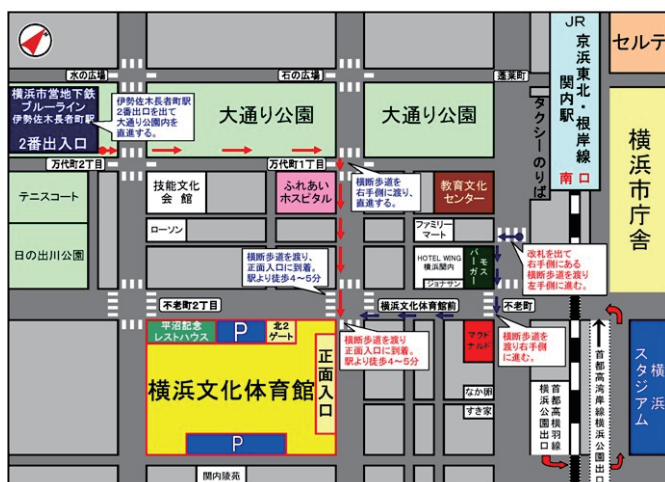 JR
京浜東北・根岸線
関内駅
南口
セルテ
水の広場
石の広場
蓬莱町
横浜市営地下鉄
ブルーライン
伊勢佐木長者町駅
2番出入口
伊勢佐木長者町駅
2番出口を出て
大通り公園内を
直進する。
大通り公園
大通り公園
タクシーのりば
横浜市庁舎
万代町2丁目
万代町1丁目
テニスコート
技能文化
会館
ふれあい
ホスピタル
横断歩道を
右手側に渡り、
直進する。
教育文化
センター
ローソン
ファミリー
マート
日の出川公園
横断歩道を渡り、
正面入口に到着。
駅より徒歩4〜5分
HOTEL WING
横浜関内
ジョナサン
モス
バーガー
改札を出て
右手側にある
横断歩道を渡り
左手側に進む。
不老町2丁目
横浜文化体育館前
不老町
平沼記念
レストハウス
P
北2
ゲート
正面入口
横浜文化体育館
P
横断歩道を渡り
正面入口に到着。
駅より徒歩4〜5分
マクド
ナルド
横断歩道を
渡り右手側
に進む。
なか卯
すき家
首都高横羽線
横浜公園出口
首都高湾岸線横浜公園出口
横浜
スタジアム
関内陵苑